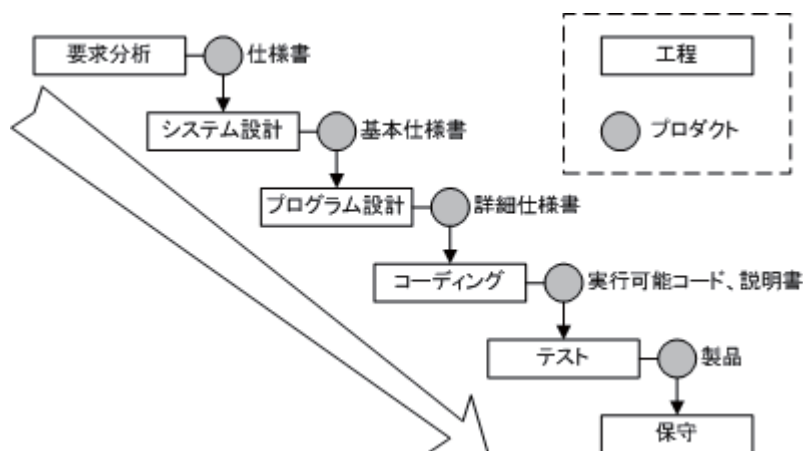 要求分析
仕様書
工程
システム設計
基本仕様書
プロダクト
プログラム設計
詳細仕様書
コーディング
実行可能コード、説明書
テスト
製品
保守